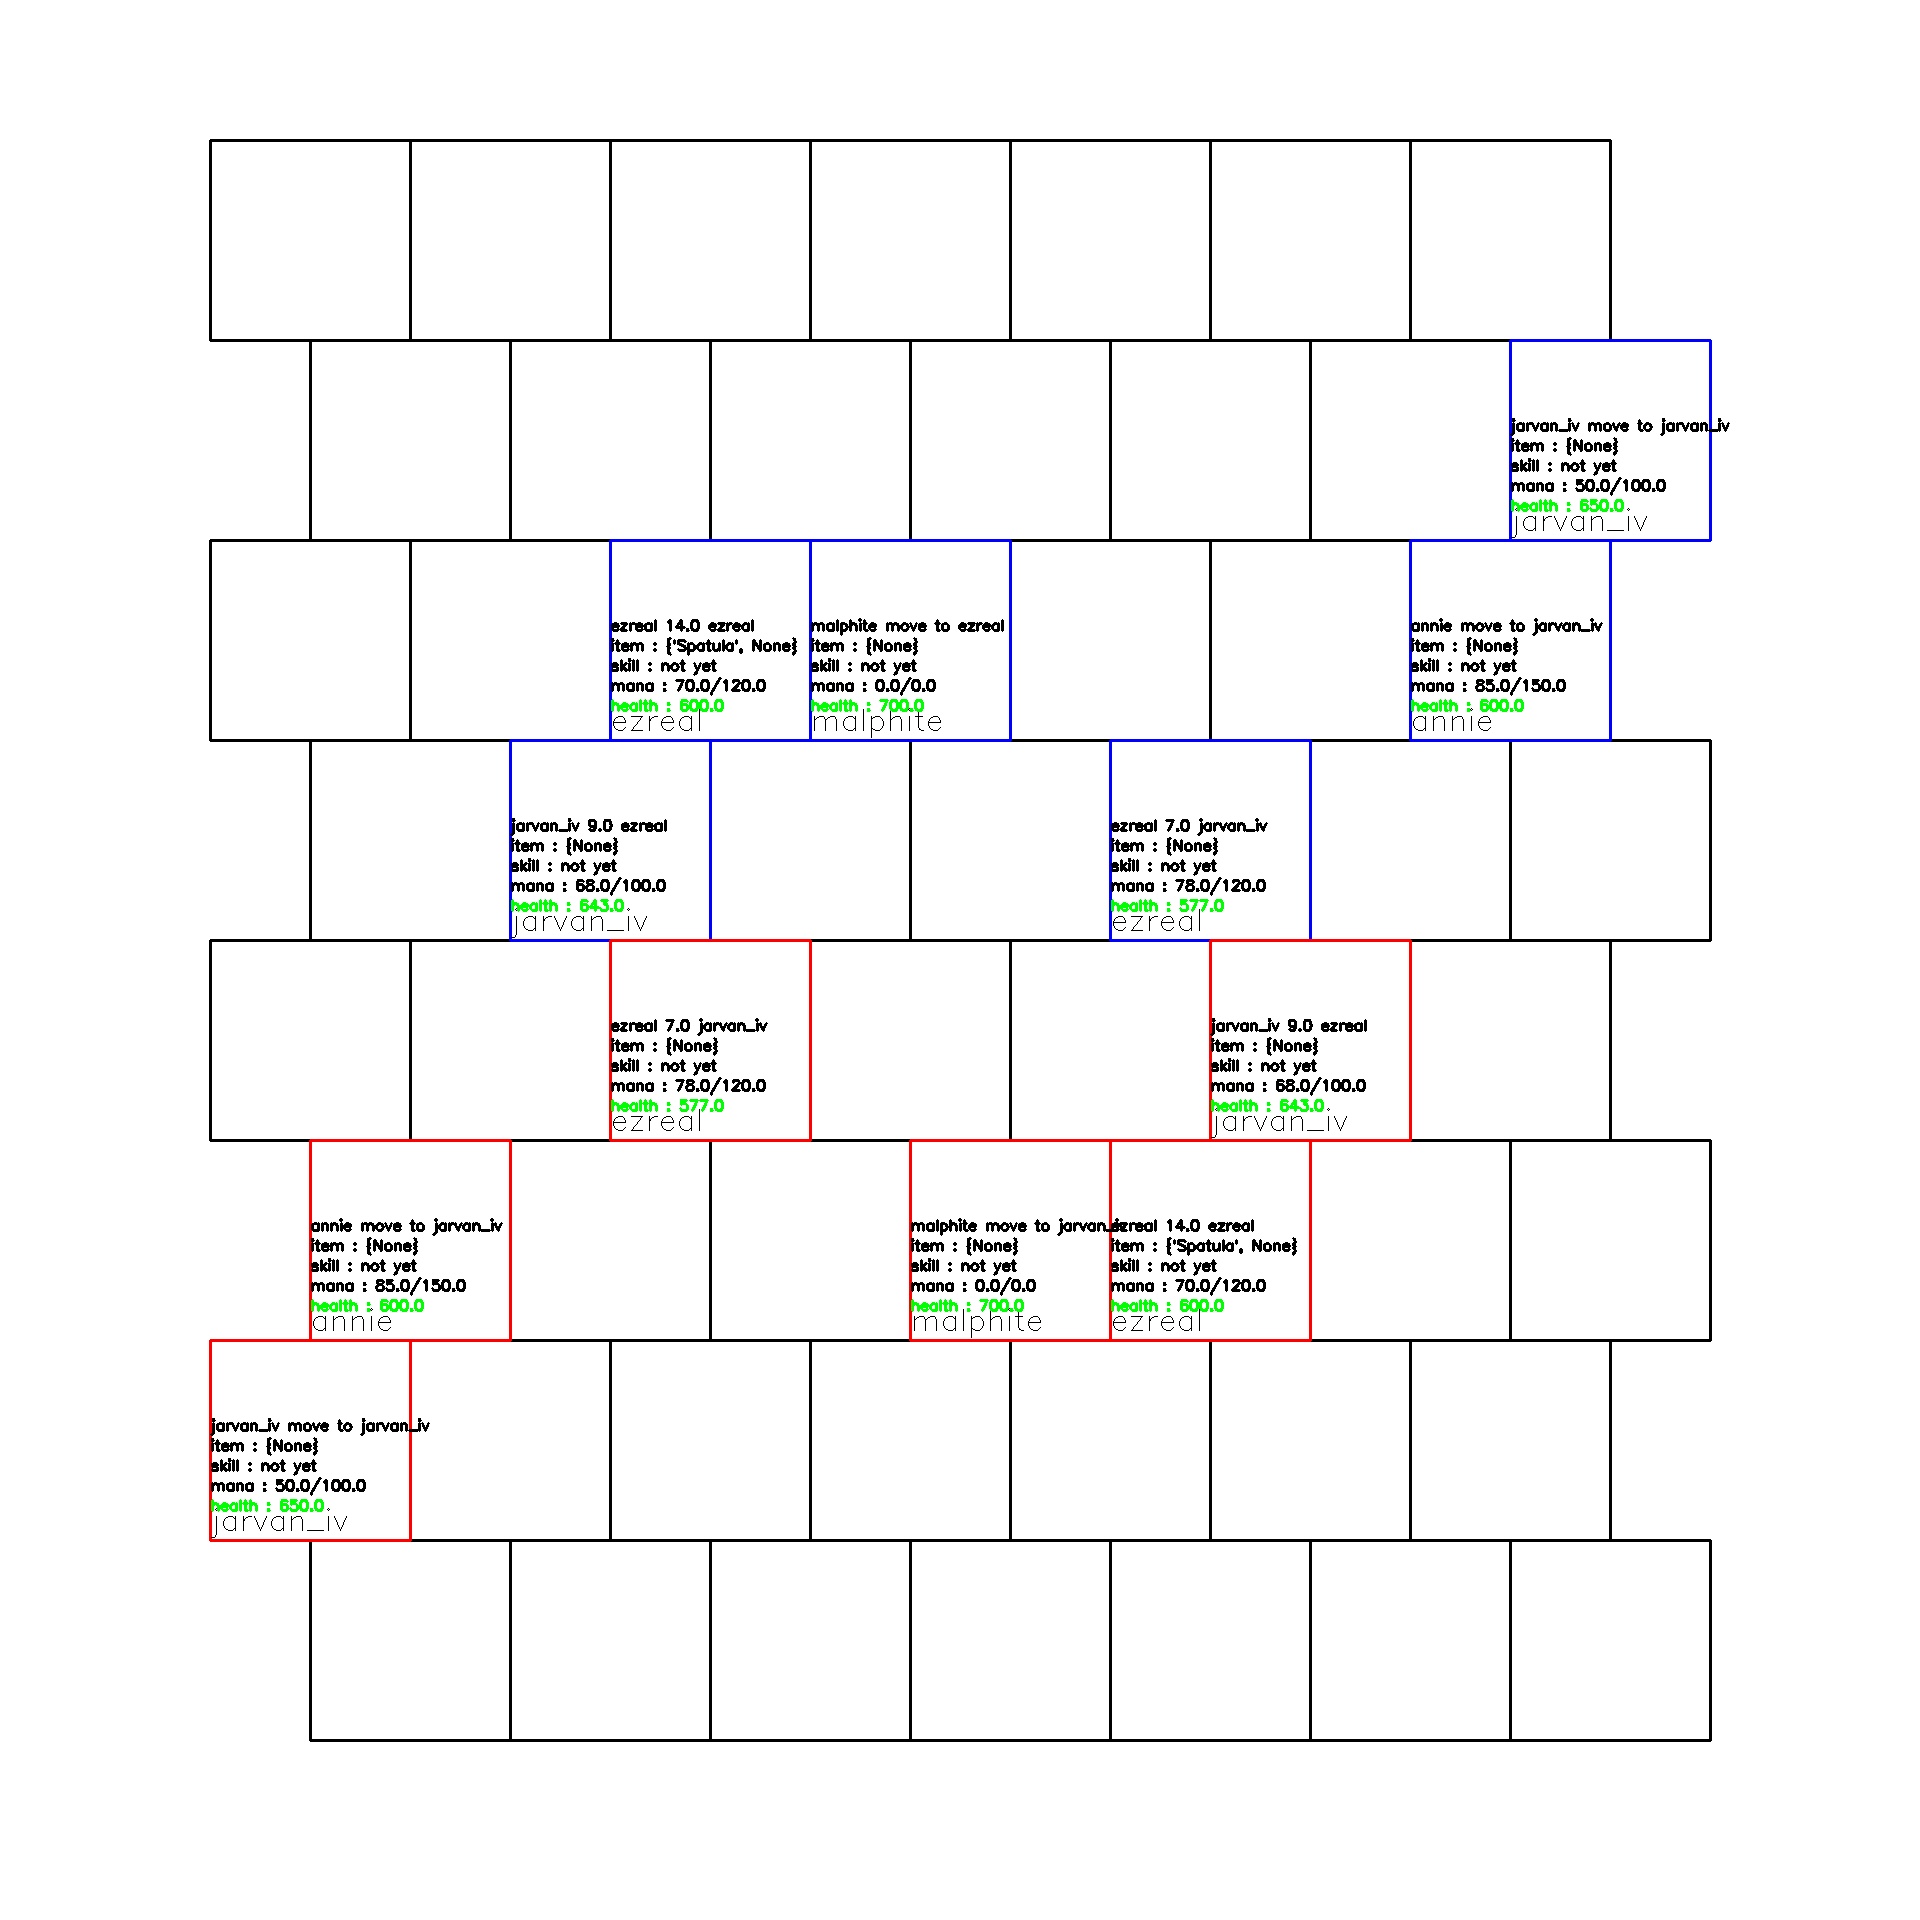 jarvan_iv move to jarvan_iv
item : {None}
skill : not yet
mana : 50.0/100.0
health : 650.0
jarvan_iv
ezreal 14.0 ezreal
item : {'Spatula', None}
skill : not yet
mana : 70.0/120.0
health : 600.0
ezreal
malphite move to ezreal
item : {None}
skill : not yet
mana : 0.0/0.0
health : 700.0
malphite
annie move to jarvan_iv
item : {None}
skill : not yet
mana : 85.0/150.0
health : 600.0
annie
jarvan_iv 9.0 ezreal
item : {None}
skill : not yet
mana : 68.0/100.0
health : 643.0
jarvan_iv
ezreal 7.0 jarvan_iv
item : {None}
skill : not yet
mana : 78.0/120.0
health : 577.0
ezreal
ezreal 7.0 jarvan_iv
item : {None}
skill : not yet
mana : 78.0/120.0
health : 577.0
ezreal
jarvan_iv 9.0 ezreal
item : {None}
skill : not yet
mana : 68.0/100.0
health : 643.0
jarvan_iv
annie move to jarvan_iv
item : {None}
skill : not yet
mana : 85.0/150.0
health : 600.0
annie
malphite move to jarvan_iv
item : {None}
skill : not yet
mana : 0.0/0.0
health : 700.0
malphite
ezreal 14.0 ezreal
item : {'Spatula', None}
skill : not yet
mana : 70.0/120.0
health : 600.0
ezreal
jarvan_iv move to jarvan_iv
item : {None}
skill : not yet
mana : 50.0/100.0
health : 650.0
jarvan_iv